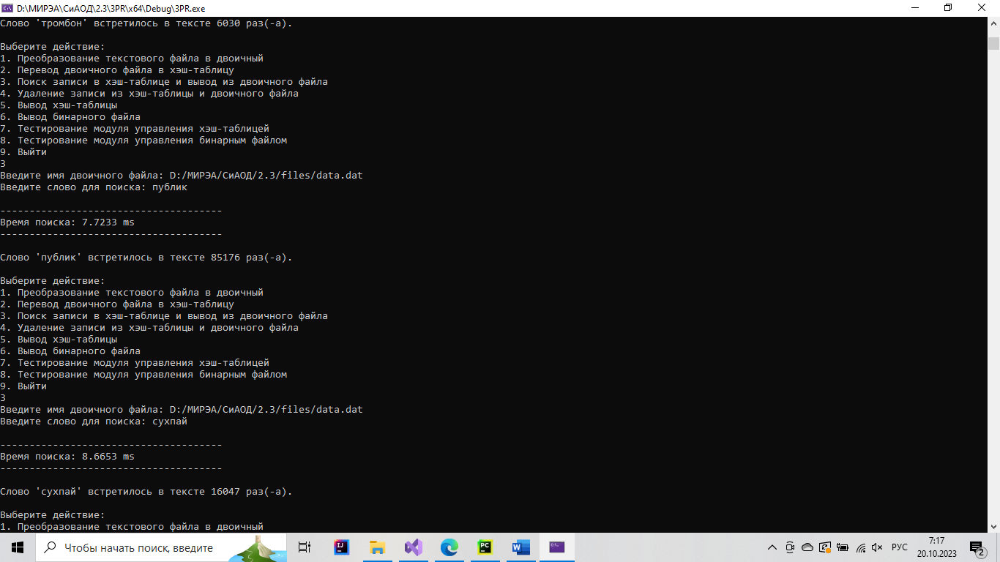 D:\МИРЭА\СиАОД\2.3\3PR\x64\Debug\3PR.exe
Слово 'тромбон' встретилось в тексте 6030 раз(-а).
Выберите действие:
1. Преобразование текстового файла в двоичный
2. Перевод двоичного файла в хэш-таблицу
3. Поиск записи в хэш-таблице и вывод из двоичного файла
4. Удаление записи из хэш-таблицы и двоичного файла
5. Вывод хэш-таблицы
6. Вывод бинарного файла
7. Тестирование модуля управления хэш-таблицей
8. Тестирование модуля управления бинарным файлом
9. Выйти
3
Введите имя двоичного файла: D:/МИРЭА/СиАОД/2.3/files/data.dat
Введите слово для поиска: публик
--------------------------------------
Время поиска: 7.7233 ms
--------------------------------------
Слово 'публик' встретилось в тексте 85176 раз(-а).
Выберите действие:
1. Преобразование текстового файла в двоичный
2. Перевод двоичного файла в хэш-таблицу
3. Поиск записи в хэш-таблице и вывод из двоичного файла
4. Удаление записи из хэш-таблицы и двоичного файла
5. Вывод хэш-таблицы
6. Вывод бинарного файла
7. Тестирование модуля управления хэш-таблицей
8. Тестирование модуля управления бинарным файлом
9. Выйти
3
Введите имя двоичного файла: D:/МИРЭА/СиАОД/2.3/files/data.dat
Введите слово для поиска: сухпай
--------------------------------------
Время поиска: 8.6653 ms
--------------------------------------
Слово 'сухпай' встретилось в тексте 16047 раз(-а).
Выберите действие:
1. Преобразование текстового файла в двоичный
Чтобы начать поиск, введите
РУС
7:17
20.10.2023
2